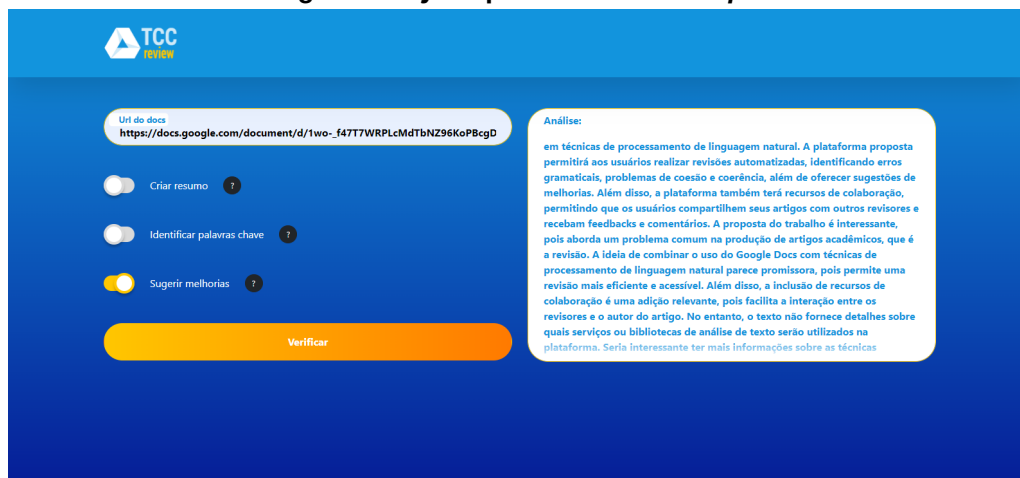 TCC
review
Url do docs
https://docs.google.com/document/d/1wo-_f47T7WRPLcMdTbNZ96KoPBcgD
Criar resumo ?
Identificar palavras chave ?
Sugerir melhorias ?
Verificar
Análise:
em técnicas de processamento de linguagem natural. A plataforma proposta
permitirá aos usuários realizar revisões automatizadas, identificando erros
gramaticais, problemas de coesão e coerência, além de oferecer sugestões de
melhorias. Além disso, a plataforma também terá recursos de colaboração,
permitindo que os usuários compartilhem seus artigos com outros revisores e
recebam feedbacks e comentários. A proposta do trabalho é interessante,
pois aborda um problema comum na produção de artigos acadêmicos, que é
a revisão. A ideia de combinar o uso do Google Docs com técnicas de
processamento de linguagem natural parece promissora, pois permite uma
revisão mais eficiente e acessível. Além disso, a inclusão de recursos de
colaboração é uma adição relevante, pois facilita a interação entre os
revisores e o autor do artigo. No entanto, o texto não fornece detalhes sobre
quais serviços ou bibliotecas de análise de texto serão utilizados na
plataforma. Seria interessante ter mais informações sobre as técnicas